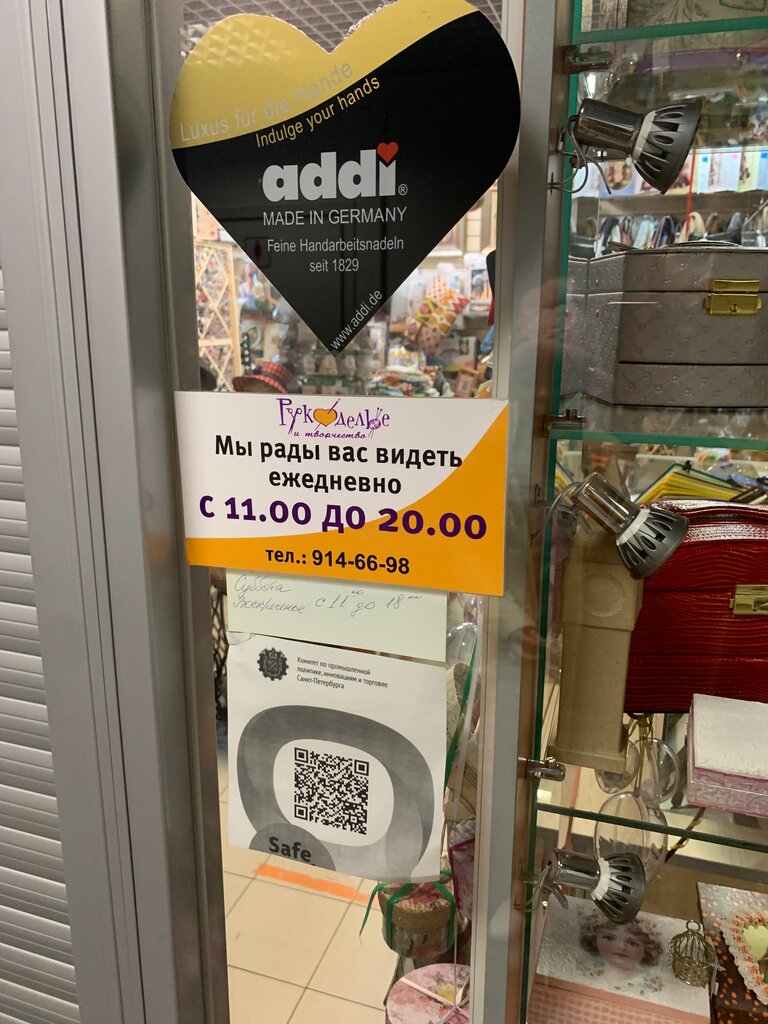 Luxus für die Hände
Indulge your hands
addi®
MADE IN GERMANY
Feine Handarbeitsnadeln
seit 1829
www.addi.de
Рукоделие
и творчество
Мы рады вас видеть
ежедневно
С 11.00 ДО 20.00
тел.: 914-66-98
Суббота
Воскресенье с 11 00 до 18 00
Комитет по промышленной
политике, инновациям и торговле
Санкт-Петербурга
Safe